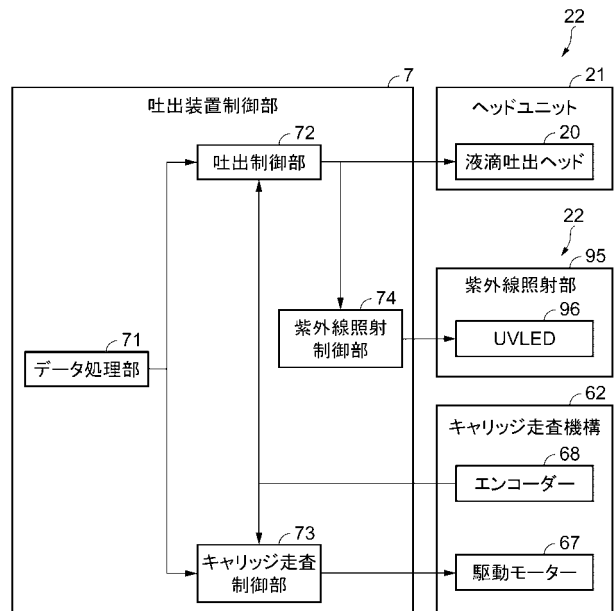 22
7
吐出装置制御部
21
ヘッドユニット
72
吐出制御部
20
液滴吐出ヘッド
22
95
紫外線照射部
74
紫外線照射
制御部
96
UVLED
71
データ処理部
62
キャリッジ走査機構
68
エンコーダー
73
キャリッジ走査
制御部
67
駆動モーター